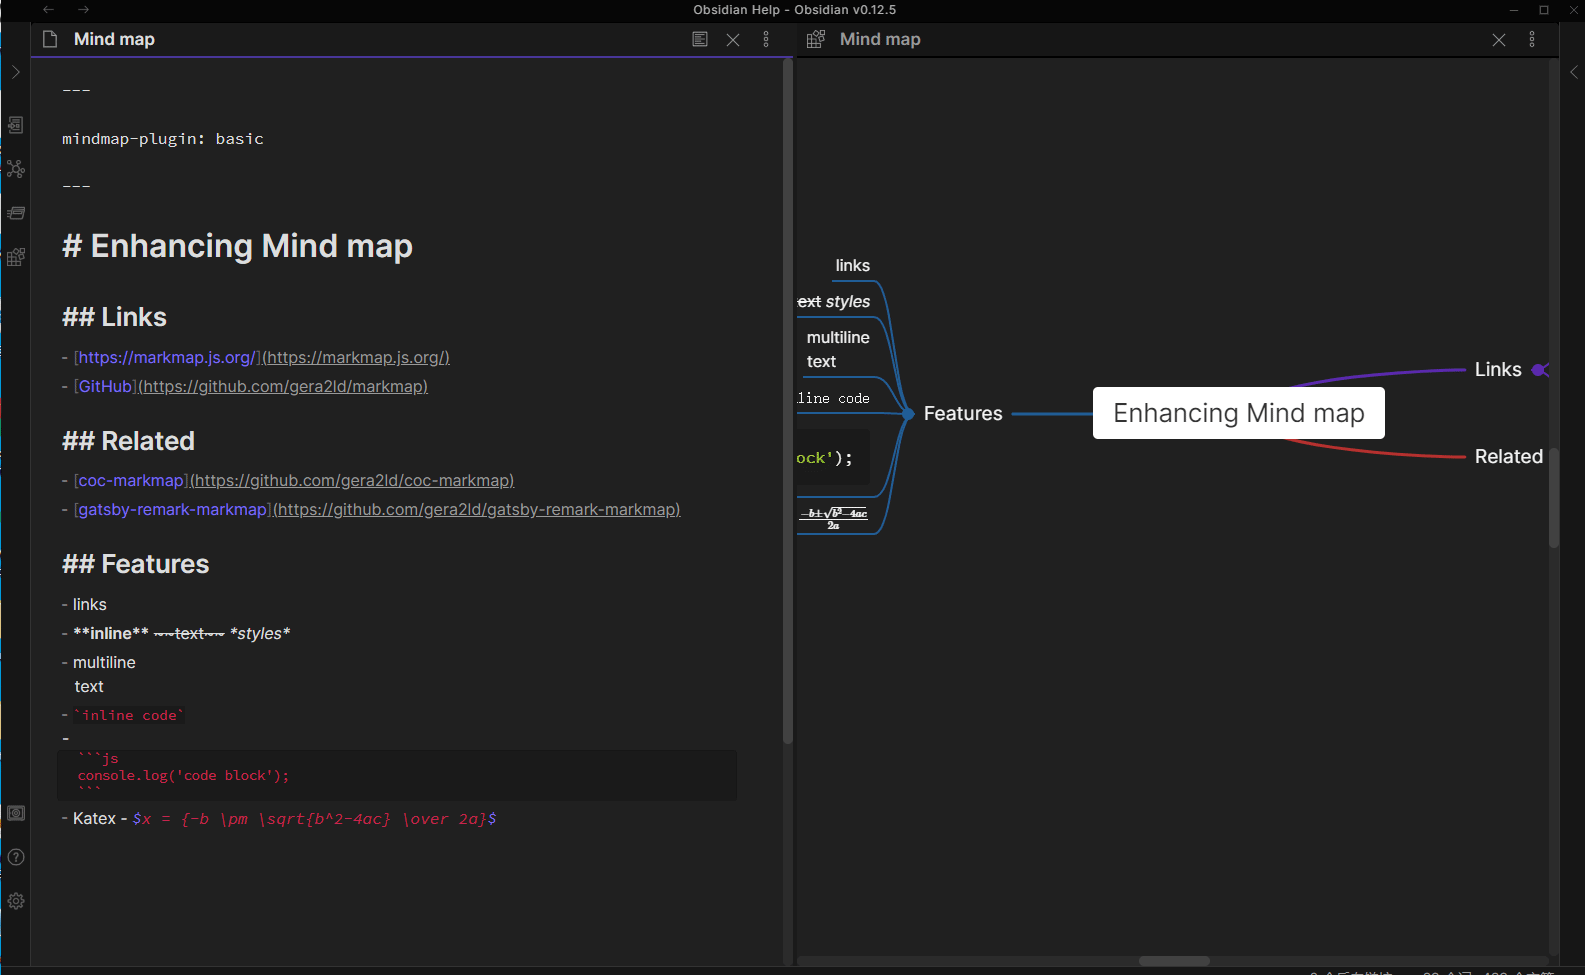 Obsidian Help - Obsidian v0.12.5
Mind map
---
mindmap-plugin: basic
---
# Enhancing Mind map
## Links
- [https://markmap.js.org/](https://markmap.js.org/)
- [GitHub](https://github.com/gera2ld/markmap)
## Related
- [coc-markmap](https://github.com/gera2ld/coc-markmap)
- [gatsby-remark-markmap](https://github.com/gera2ld/gatsby-remark-markmap)
## Features
- links
- **inline** ~~text~~ *styles*
- multiline
text
- `inline code`
-
```js
console.log('code block');
```
- Katex - $x = {-b \pm \sqrt{b^2-4ac} \over 2a}$
Mind map
links
ext styles
multiline
text
line code
ock');
-b±√b²-4ac
2a
Features
Enhancing Mind map
Links
Related